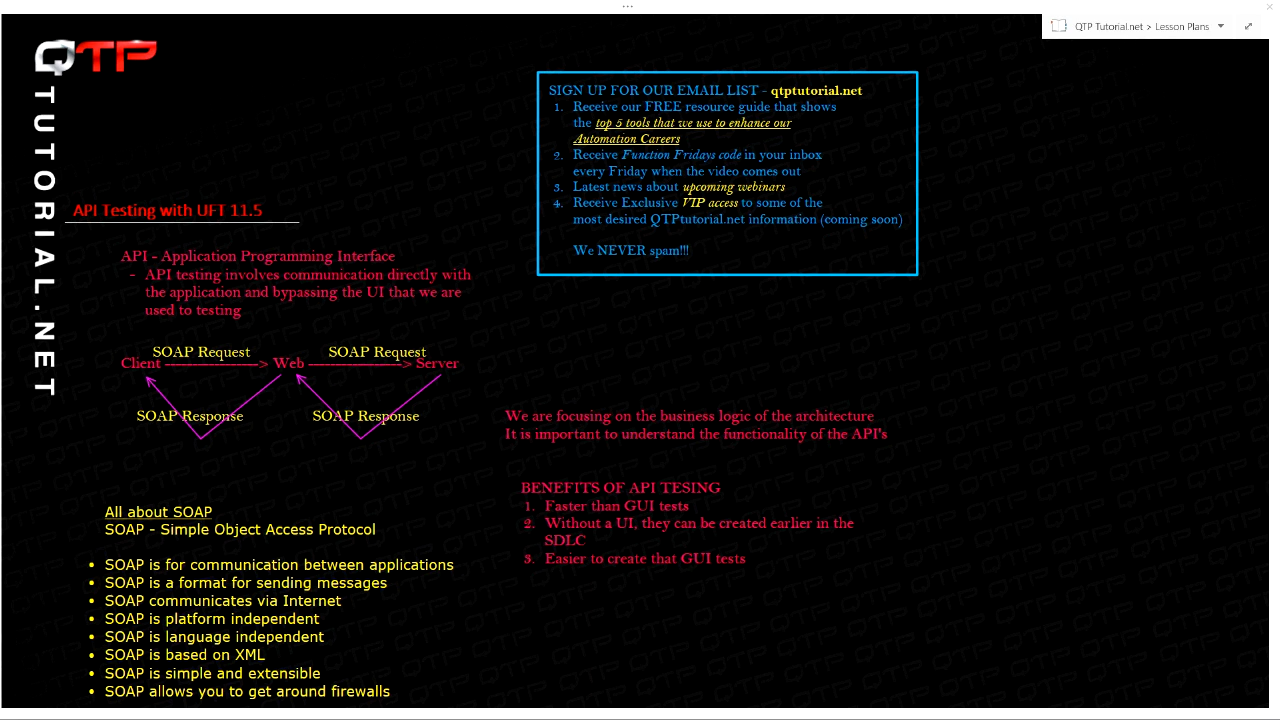 QTP Tutorial.net > Lesson Plans
QTP
TUTORIAL.NET
SIGN UP FOR OUR EMAIL LIST - qtptutorial.net
1. Receive our FREE resource guide that shows
the top 5 tools that we use to enhance our
Automation Careers
2. Receive Function Fridays code in your inbox
every Friday when the video comes out
3. Latest news about upcoming webinars
4. Receive Exclusive VIP access to some of the
most desired QTPtutorial.net information (coming soon)
We NEVER spam!!!
API Testing with UFT 11.5
API - Application Programming Interface
- API testing involves communication directly with
the application and bypassing the UI that we are
used to testing
SOAP Request SOAP Request
Client ------------------> Web ------------------> Server
SOAP Response SOAP Response
We are focusing on the business logic of the architecture
It is important to understand the functionality of the API's
BENEFITS OF API TESING
1. Faster than GUI tests
2. Without a UI, they can be created earlier in the
SDLC
3. Easier to create that GUI tests
All about SOAP
SOAP - Simple Object Access Protocol
• SOAP is for communication between applications
• SOAP is a format for sending messages
• SOAP communicates via Internet
• SOAP is platform independent
• SOAP is language independent
• SOAP is based on XML
• SOAP is simple and extensible
• SOAP allows you to get around firewalls